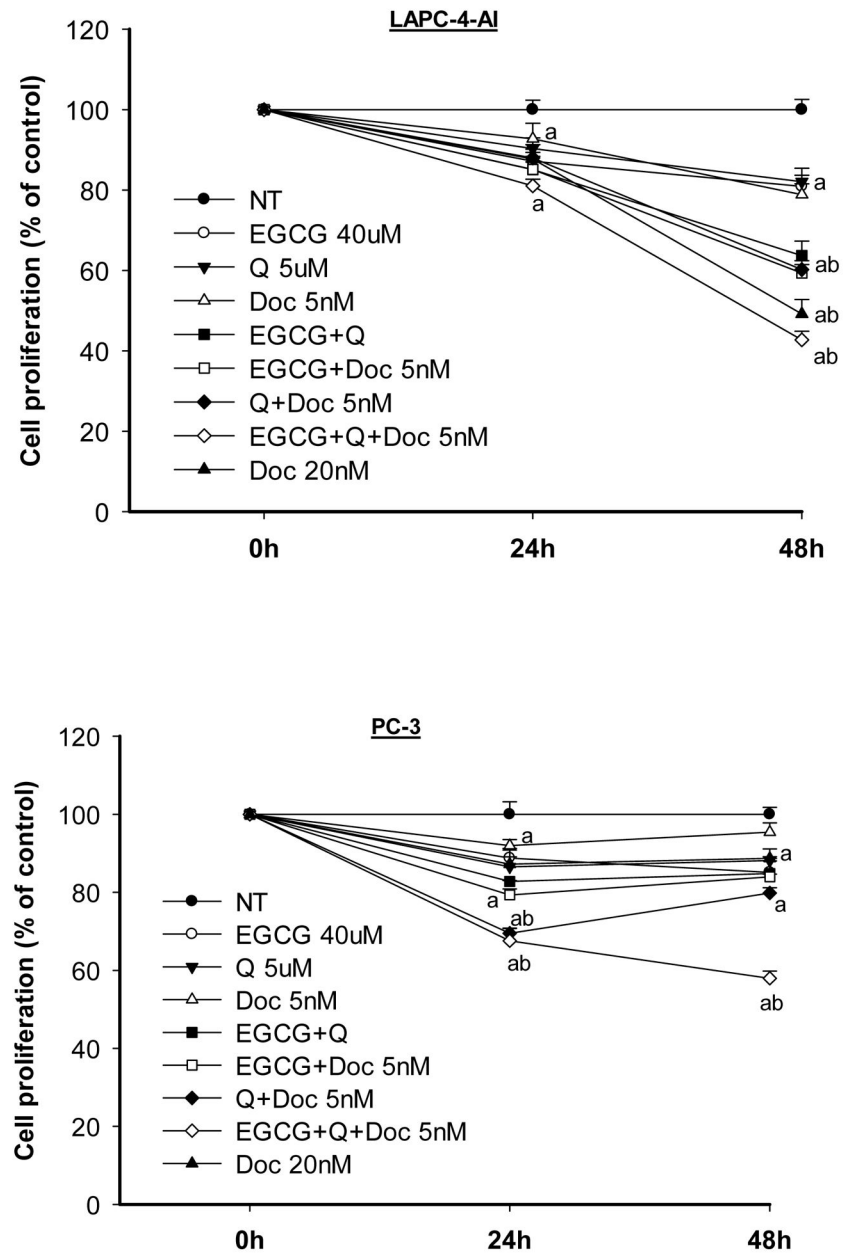 LAPC-4-AI
120
100
80
60
40
20
0
Cell proliferation (% of control)
NT
EGCG 40uM
Q 5uM
Doc 5nM
EGCG+Q
EGCG+Doc 5nM
Q+Doc 5nM
EGCG+Q+Doc 5nM
Doc 20nM
a
a
a
ab
ab
ab
0h 24h 48h
PC-3
120
100
80
60
40
20
0
Cell proliferation (% of control)
NT
EGCG 40uM
Q 5uM
Doc 5nM
EGCG+Q
EGCG+Doc 5nM
Q+Doc 5nM
EGCG+Q+Doc 5nM
Doc 20nM
a
a
ab
ab
a
a
ab
0h 24h 48h